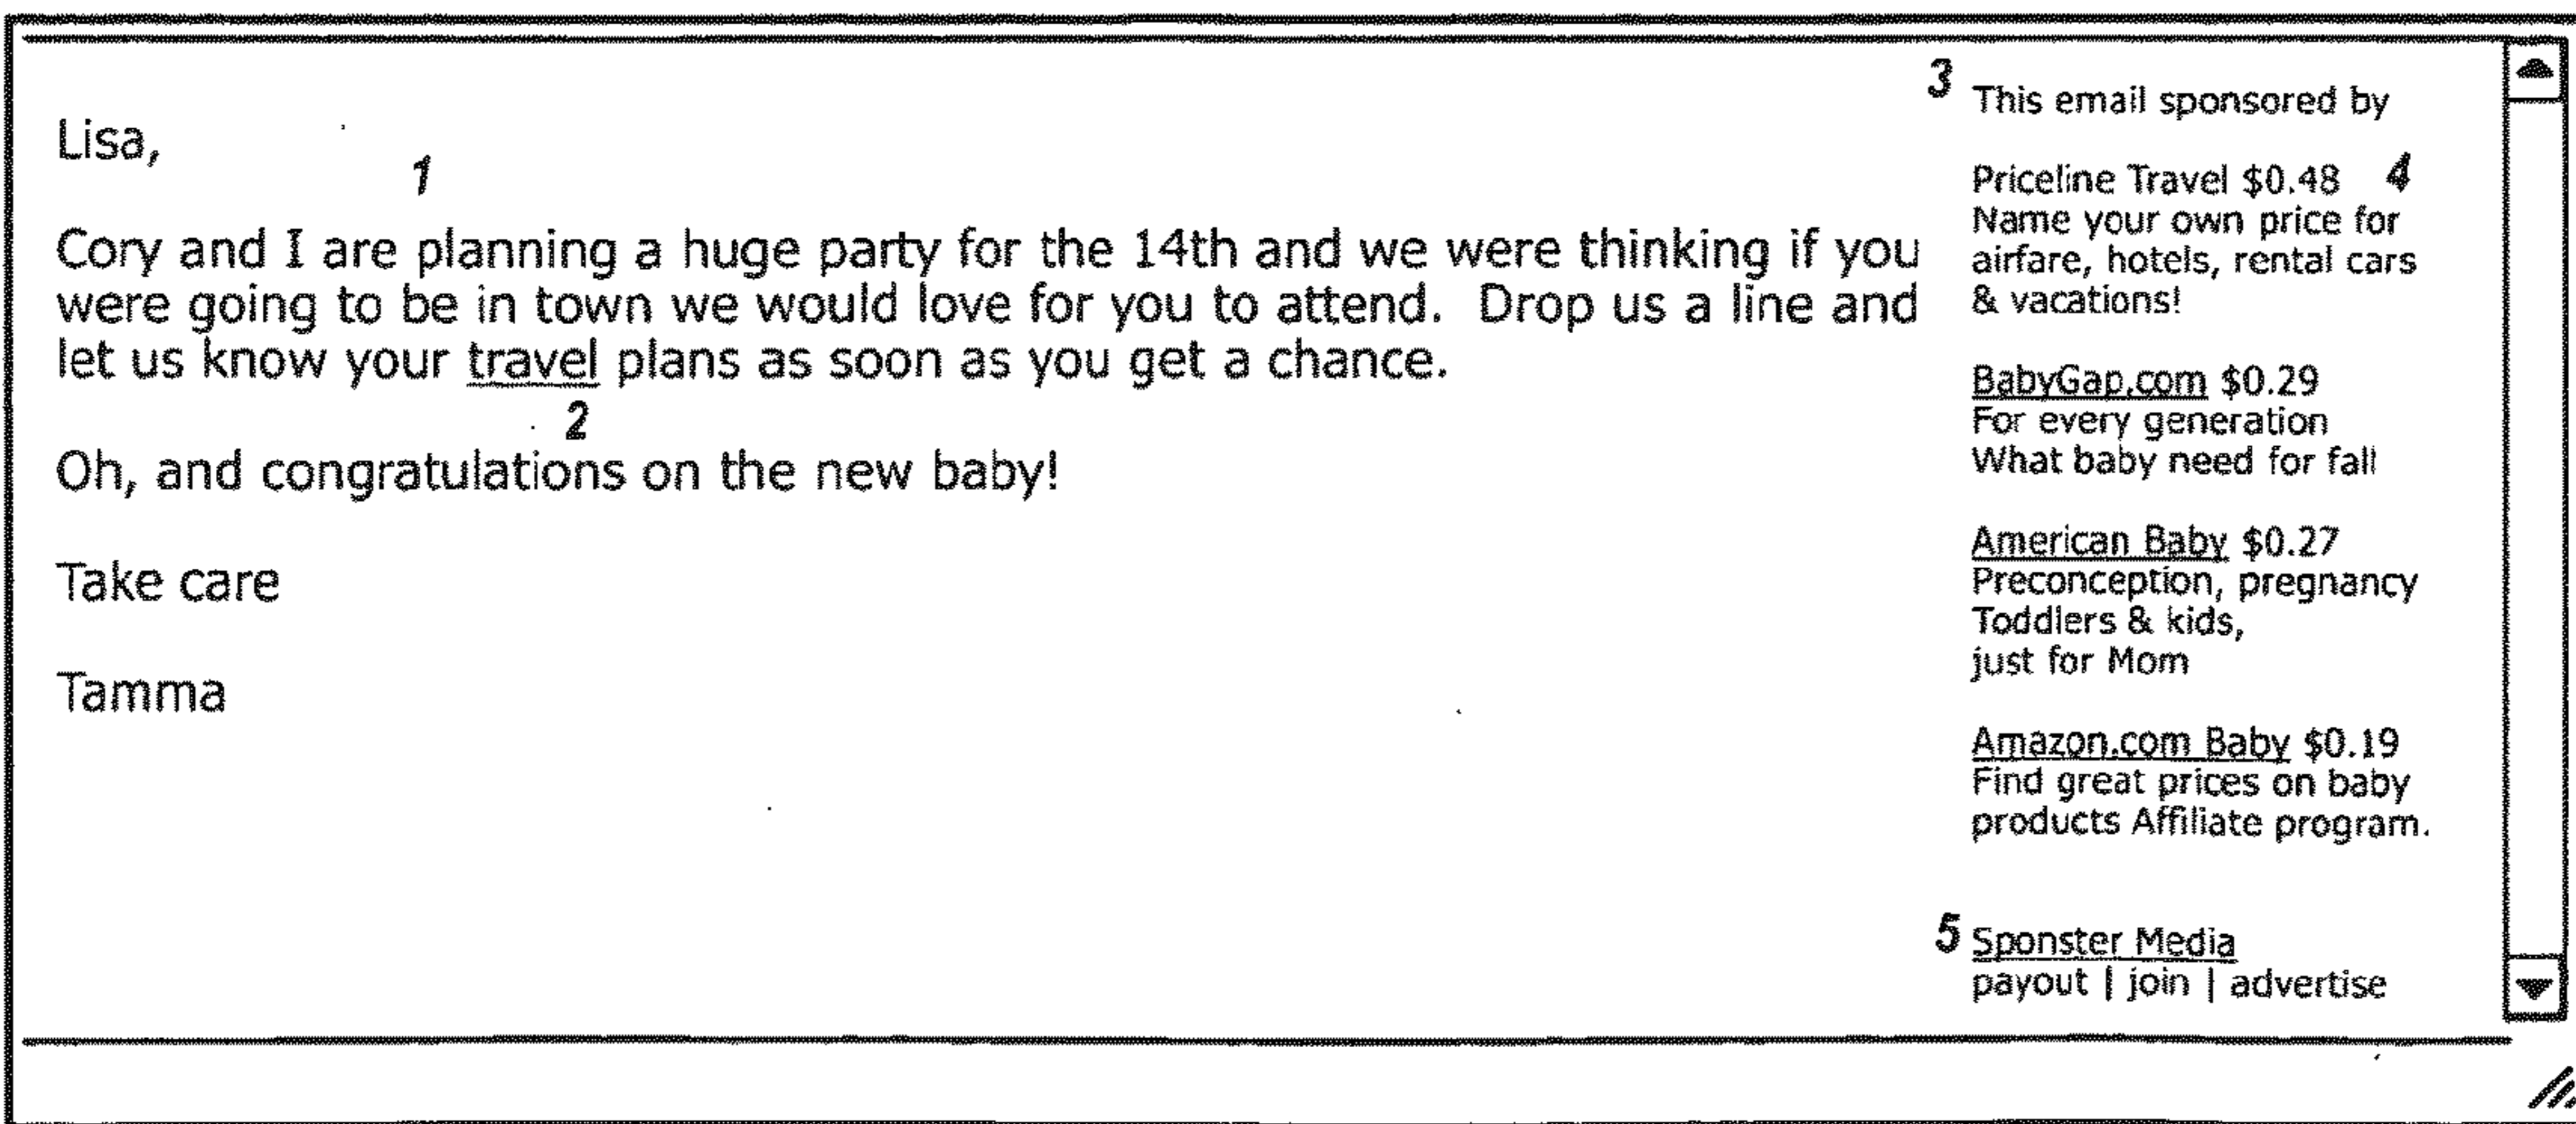 Lisa,
1
Cory and I are planning a huge party for the 14th and we were thinking if you
were going to be in town we would love for you to attend. Drop us a line and
let us know your travel plans as soon as you get a chance.
2
Oh, and congratulations on the new baby!
Take care
Tamma
3
This email sponsored by
Priceline Travel $0.48 4
Name your own price for
airfare, hotels, rental cars
& vacations!
BabyGap.com $0.29
For every generation
What baby need for fall
American Baby $0.27
Preconception, pregnancy
Toddlers & kids,
just for Mom
Amazon.com Baby $0.19
Find great prices on baby
products Affiliate program.
5 Sponster Media
payout | join | advertise